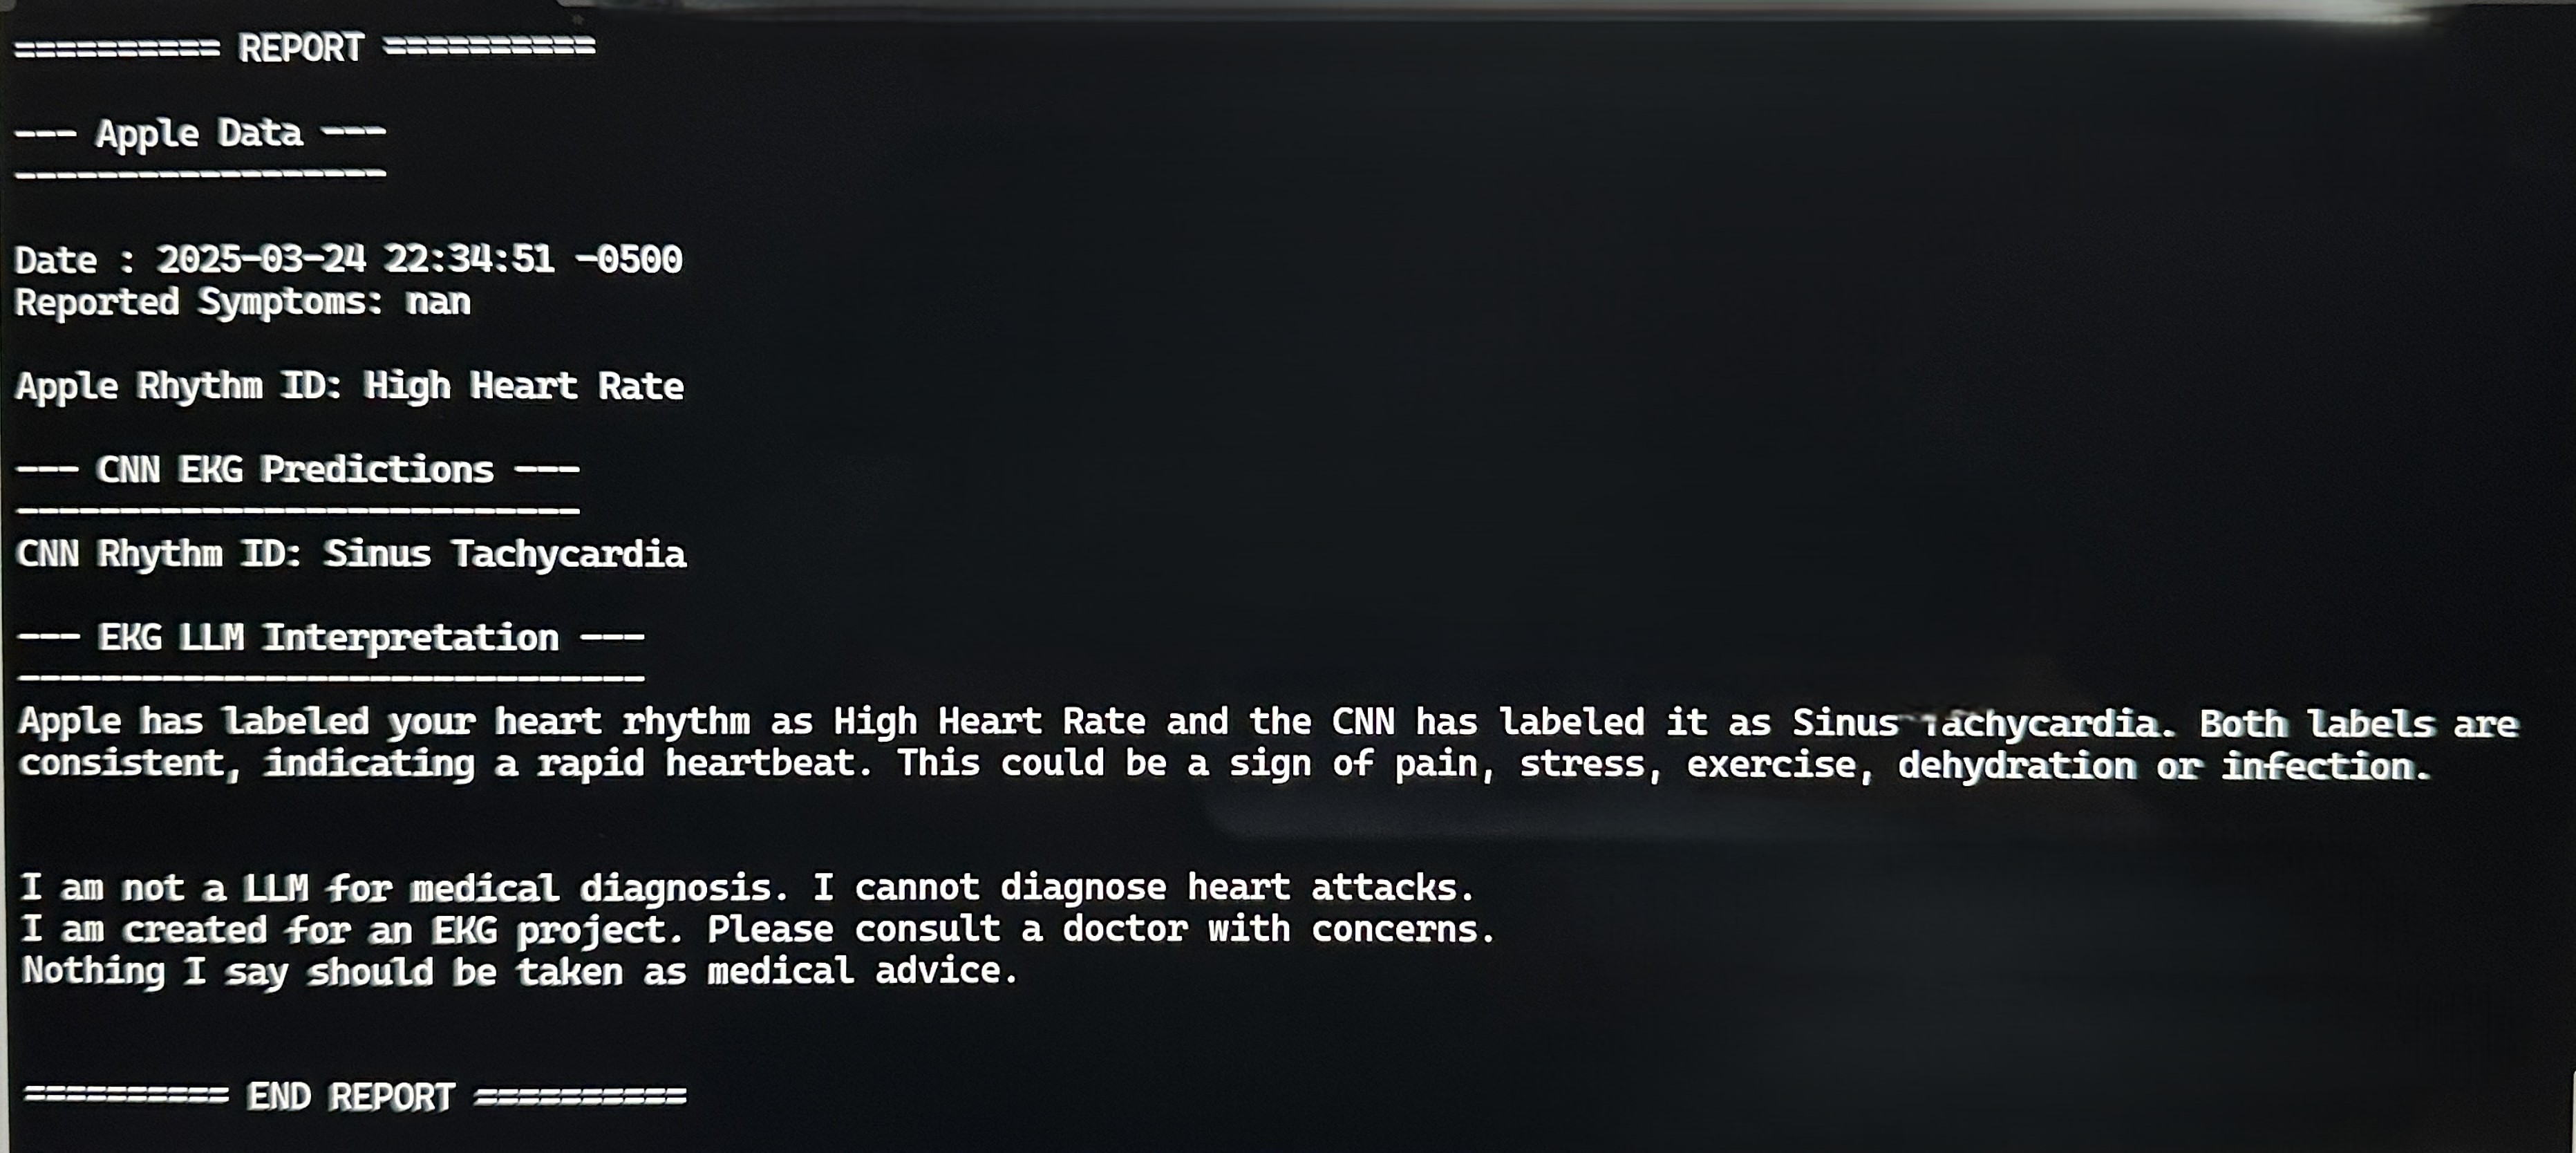 ========== REPORT ==========
--- Apple Data ---
------------------
Date : 2025-03-24 22:34:51 -0500
Reported Symptoms: nan
Apple Rhythm ID: High Heart Rate
--- CNN EKG Predictions ---
---------------------------
CNN Rhythm ID: Sinus Tachycardia
--- EKG LLM Interpretation ---
------------------------------
Apple has labeled your heart rhythm as High Heart Rate and the CNN has labeled it as Sinus Tachycardia. Both labels are
consistent, indicating a rapid heartbeat. This could be a sign of pain, stress, exercise, dehydration or infection.
I am not a LLM for medical diagnosis. I cannot diagnose heart attacks.
I am created for an EKG project. Please consult a doctor with concerns.
Nothing I say should be taken as medical advice.
========== END REPORT ==========